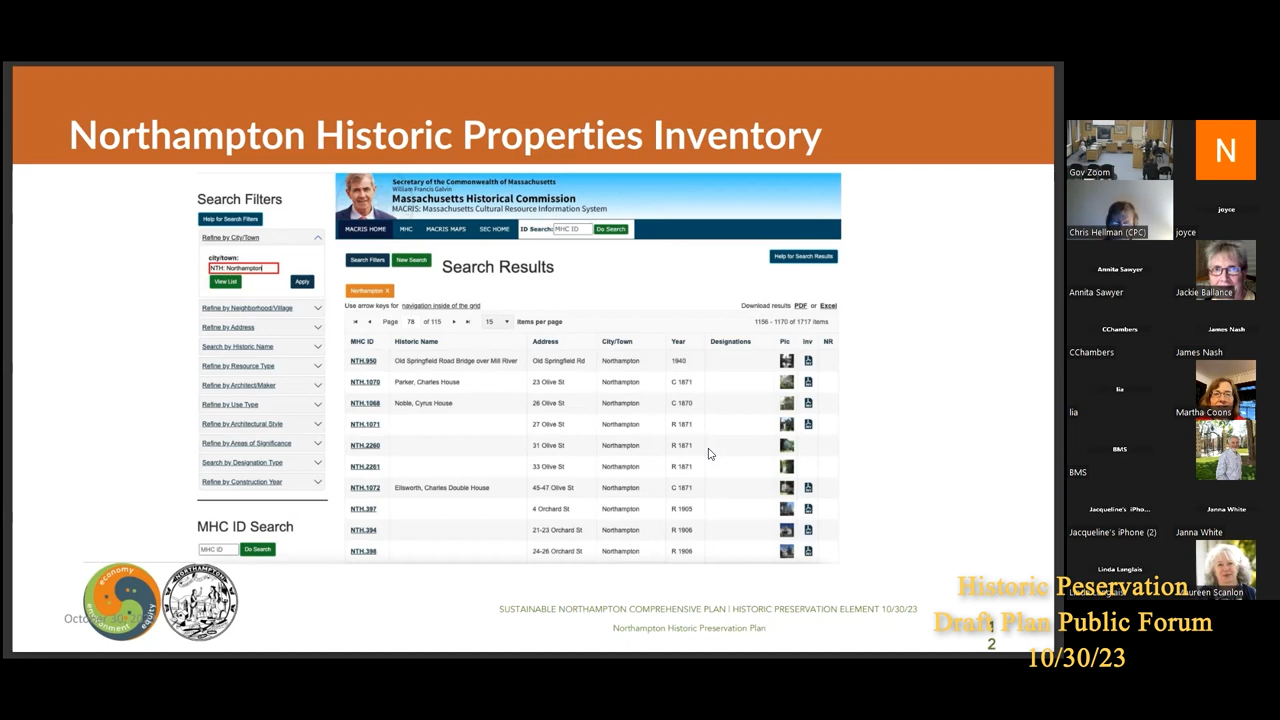 Northampton Historic Properties Inventory
Search Filters
Help for Search Filters
Refine by City/Town
city/town:
NTH: Northampton
View List Apply
Refine by Neighborhood/Village
Refine by Address
Search by Historic Name
Refine by Resource Type
Refine by Architect/Maker
Refine by Use Type
Refine by Architectural Style
Refine by Areas of Significance
Search by Designation Type
Refine by Construction Year
MHC ID Search
MHC ID Do Search
Secretary of the Commonwealth of Massachusetts
William Francis Galvin
Massachusetts Historical Commission
MACRIS: Massachusetts Cultural Resource Information System
MACRIS HOME MHC MACRIS MAPS SEC HOME ID Search: MHC ID Do Search
Search Filters New Search Search Results Help for Search Results
Northampton X
Use arrow keys for navigation inside of the grid Download results PDF or Excel
Page 78 of 115 15 items per page 1156 - 1170 of 1717 items
MHC ID Historic Name Address City/Town Year Designations Pic Inv NR
NTH.950 Old Springfield Road Bridge over Mill River Old Springfield Rd Northampton 1940
NTH.1070 Parker, Charles House 23 Olive St Northampton C 1871
NTH.1068 Noble, Cyrus House 26 Olive St Northampton C 1870
NTH.1071 27 Olive St Northampton R 1871
NTH.2260 31 Olive St Northampton R 1871
NTH.2261 33 Olive St Northampton R 1871
NTH.1072 Ellsworth, Charles Double House 45-47 Olive St Northampton C 1871
NTH.397 4 Orchard St Northampton R 1905
NTH.394 21-23 Orchard St Northampton R 1906
NTH.398 24-26 Orchard St Northampton R 1906
economy
environment
equity
NORTHAMPTON
SUSTAINABLE NORTHAMPTON COMPREHENSIVE PLAN | HISTORIC PRESERVATION ELEMENT 10/30/23
Northampton Historic Preservation Plan
1
2
Gov Zoom
N
Chris Hellman (CPC)
joyce
joyce
Annita Sawyer
Annita Sawyer
Jackie Ballance
CChambers
CChambers
James Nash
James Nash
lia
lia
Martha Coons
BMS
BMS
Jacqueline's iPho...
Jacqueline's iPhone (2)
Janna White
Janna White
Linda Langlais
Maureen Scanlon
Historic Peservation
Draft Plan Public Forum
10/30/23